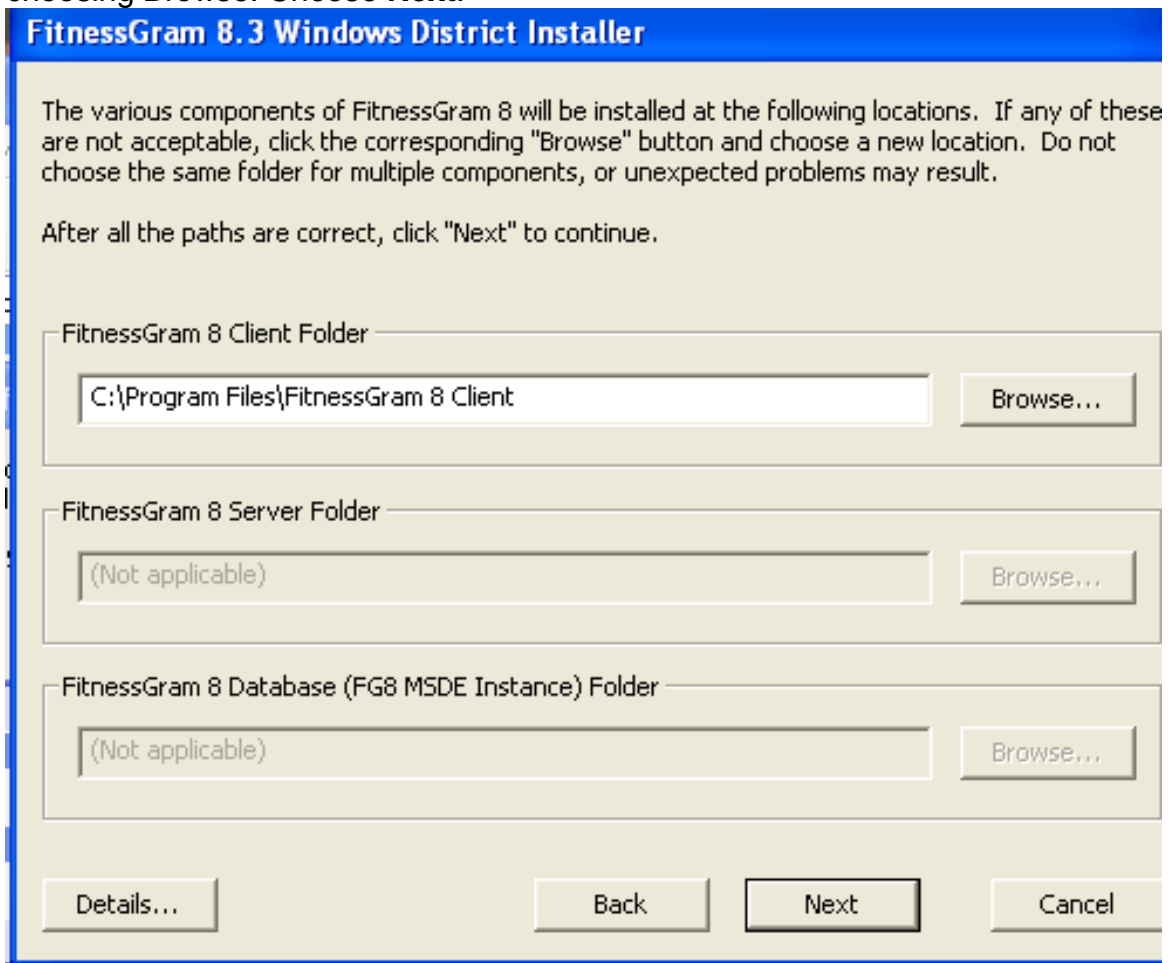 choosing Browse. Choose Next.
FitnessGram 8.3 Windows District Installer
The various components of FitnessGram 8 will be installed at the following locations.  If any of these
are not acceptable, click the corresponding "Browse" button and choose a new location.  Do not
choose the same folder for multiple components, or unexpected problems may result.
After all the paths are correct, click "Next" to continue.
FitnessGram 8 Client Folder
C:\Program Files\FitnessGram 8 Client
Browse...
FitnessGram 8 Server Folder
(Not applicable)
Browse...
FitnessGram 8 Database (FG8 MSDE Instance) Folder
(Not applicable)
Browse...
Details...
Back
Next
Cancel